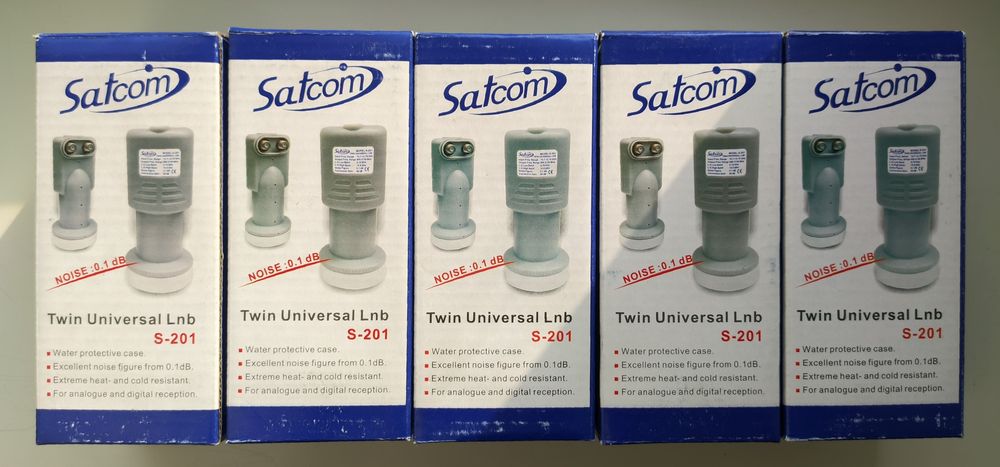 Satcom
NOISE :0.1 dB
Twin Universal Lnb
S-201
Water protective case.
Excellent noise figure from 0.1dB.
Extreme heat- and cold resistant.
For analogue and digital reception.
Satcom
NOISE :0.1 dB
Twin Universal Lnb
S-201
Water protective case.
Excellent noise figure from 0.1dB.
Extreme heat- and cold resistant.
For analogue and digital reception.
Satcom
NOISE :0.1 dB
Twin Universal Lnb
S-201
Water protective case.
Excellent noise figure from 0.1dB.
Extreme heat- and cold resistant.
For analogue and digital reception.
Satcom
NOISE :0.1 dB
Twin Universal Lnb
S-201
Water protective case.
Excellent noise figure from 0.1dB.
Extreme heat- and cold resistant.
For analogue and digital reception.
Satcom
NOISE :0.1 dB
Twin Universal Lnb
S-201
Water protective case.
Excellent noise figure from 0.1dB.
Extreme heat- and cold resistant.
For analogue and digital reception.